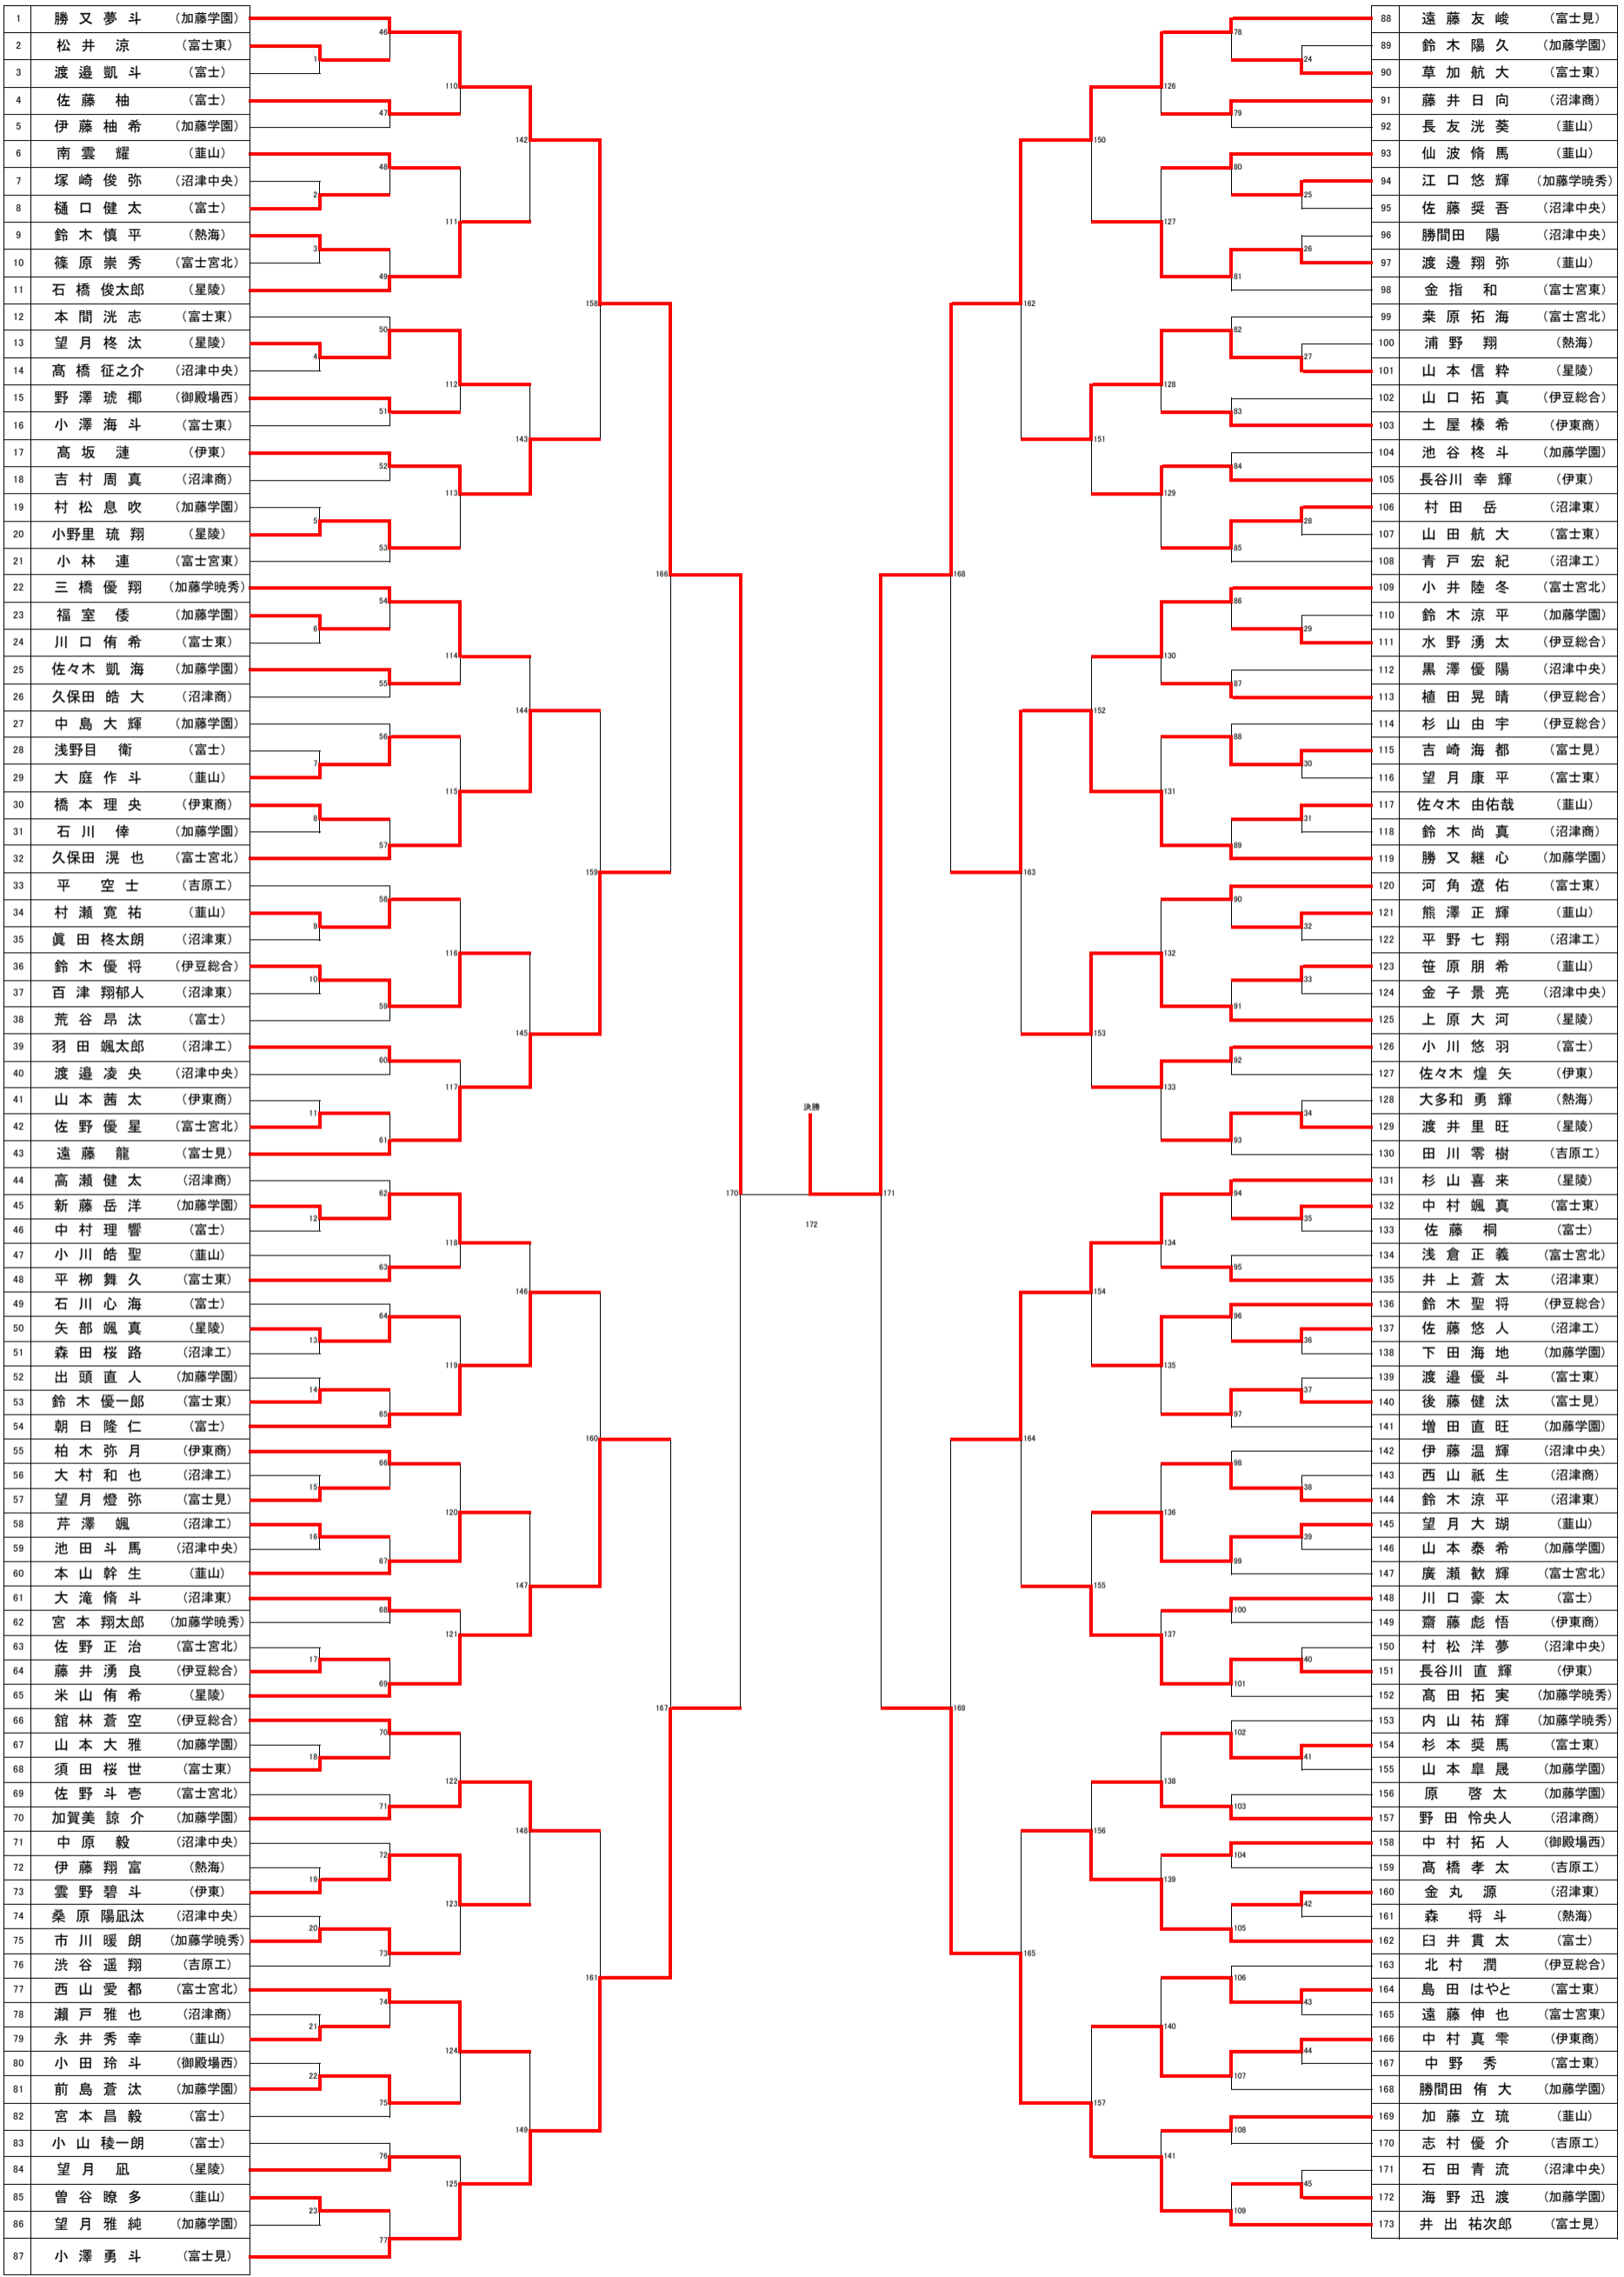 1 勝又夢斗 (加藤学園)
2 松井涼 (富士東)
3 渡邉凱斗 (富士)
4 佐藤柚 (富士)
5 伊藤柚希 (加藤学園)
6 南雲耀 (韮山)
7 塚崎俊弥 (沼津中央)
8 樋口健太 (富士)
9 鈴木慎平 (熱海)
10 篠原崇秀 (富士宮北)
11 石橋俊太郎 (星陵)
12 本間洸志 (富士東)
13 望月柊汰 (星陵)
14 髙橋征之介 (沼津中央)
15 野澤琥椰 (御殿場西)
16 小澤海斗 (富士東)
17 髙坂漣 (伊東)
18 吉村周真 (沼津商)
19 村松息吹 (加藤学園)
20 小野里琉翔 (星陵)
21 小林連 (富士宮東)
22 三橋優翔 (加藤学暁秀)
23 福室倭 (加藤学園)
24 川口侑希 (富士東)
25 佐々木凱海 (加藤学園)
26 久保田皓大 (沼津商)
27 中島大輝 (加藤学園)
28 浅野目衛 (富士)
29 大庭作斗 (韮山)
30 橋本理央 (伊東商)
31 石川倖 (加藤学園)
32 久保田滉也 (富士宮北)
33 平空士 (吉原工)
34 村瀬寛祐 (韮山)
35 眞田柊太朗 (沼津東)
36 鈴木優将 (伊豆総合)
37 百津翔郁人 (沼津東)
38 荒谷昂汰 (富士)
39 羽田颯太郎 (沼津工)
40 渡邉凌央 (沼津中央)
41 山本茜太 (伊東商)
42 佐野優星 (富士宮北)
43 遠藤龍 (富士見)
44 高瀬健太 (沼津商)
45 新藤岳洋 (加藤学園)
46 中村理響 (富士)
47 小川皓聖 (韮山)
48 平栁舞久 (富士東)
49 石川心海 (富士)
50 矢部颯真 (星陵)
51 森田桜路 (沼津工)
52 出頭直人 (加藤学園)
53 鈴木優一郎 (富士東)
54 朝日隆仁 (富士)
55 柏木弥月 (伊東商)
56 大村和也 (沼津工)
57 望月燈弥 (富士見)
58 芹澤颯 (沼津工)
59 池田斗馬 (沼津中央)
60 本山幹生 (韮山)
61 大滝脩斗 (沼津東)
62 宮本翔太郎 (加藤学暁秀)
63 佐野正治 (富士宮北)
64 藤井湧良 (伊豆総合)
65 米山侑希 (星陵)
66 舘林蒼空 (伊豆総合)
67 山本大雅 (加藤学園)
68 須田桜世 (富士東)
69 佐野斗壱 (富士宮北)
70 加賀美諒介 (加藤学園)
71 中原毅 (沼津中央)
72 伊藤翔富 (熱海)
73 雲野碧斗 (伊東)
74 桑原陽凪汰 (沼津中央)
75 市川暖朗 (加藤学暁秀)
76 渋谷遥翔 (吉原工)
77 西山愛都 (富士宮北)
78 瀬戸雅也 (沼津商)
79 永井秀幸 (韮山)
80 小田玲斗 (御殿場西)
81 前島蒼汰 (加藤学園)
82 宮本昌毅 (富士)
83 小山稜一朗 (富士)
84 望月凪 (星陵)
85 曽谷瞭多 (韮山)
86 望月雅純 (加藤学園)
87 小澤勇斗 (富士見)
決勝
172
88 遠藤友峻 (富士見)
89 鈴木陽久 (加藤学園)
90 草加航大 (富士東)
91 藤井日向 (沼津商)
92 長友洸葵 (韮山)
93 仙波脩馬 (韮山)
94 江口悠輝 (加藤学暁秀)
95 佐藤奨吾 (沼津中央)
96 勝間田陽 (沼津中央)
97 渡邊翔弥 (韮山)
98 金指和 (富士宮東)
99 桒原拓海 (富士宮北)
100 浦野翔 (熱海)
101 山本信粋 (星陵)
102 山口拓真 (伊豆総合)
103 土屋榛希 (伊東商)
104 池谷柊斗 (加藤学園)
105 長谷川幸輝 (伊東)
106 村田岳 (沼津東)
107 山田航大 (富士東)
108 青戸宏紀 (沼津工)
109 小井陸冬 (富士宮北)
110 鈴木涼平 (加藤学園)
111 水野湧太 (伊豆総合)
112 黒澤優陽 (沼津中央)
113 植田晃晴 (伊豆総合)
114 杉山由宇 (伊豆総合)
115 吉崎海都 (富士見)
116 望月康平 (富士東)
117 佐々木由佑哉 (韮山)
118 鈴木尚真 (沼津商)
119 勝又継心 (加藤学園)
120 河角遼佑 (富士東)
121 熊澤正輝 (韮山)
122 平野七翔 (沼津工)
123 笹原朋希 (韮山)
124 金子景亮 (沼津中央)
125 上原大河 (星陵)
126 小川悠羽 (富士)
127 佐々木煌矢 (伊東)
128 大多和勇輝 (熱海)
129 渡井里旺 (星陵)
130 田川零樹 (吉原工)
131 杉山喜来 (星陵)
132 中村颯真 (富士東)
133 佐藤桐 (富士)
134 浅倉正義 (富士宮北)
135 井上蒼太 (沼津東)
136 鈴木聖将 (伊豆総合)
137 佐藤悠人 (沼津工)
138 下田海地 (加藤学園)
139 渡邉優斗 (富士東)
140 後藤健汰 (富士見)
141 増田直旺 (加藤学園)
142 伊藤温輝 (沼津中央)
143 西山祇生 (沼津商)
144 鈴木涼平 (沼津東)
145 望月大瑚 (韮山)
146 山本泰希 (加藤学園)
147 廣瀬歓輝 (富士宮北)
148 川口豪太 (富士)
149 齋藤彪悟 (伊東商)
150 村松洋夢 (沼津中央)
151 長谷川直輝 (伊東)
152 髙田拓実 (加藤学暁秀)
153 内山祐輝 (加藤学暁秀)
154 杉本奨馬 (富士東)
155 山本皐晟 (加藤学園)
156 原啓太 (加藤学園)
157 野田怜央人 (沼津商)
158 中村拓人 (御殿場西)
159 髙橋孝太 (吉原工)
160 金丸源 (沼津東)
161 森将斗 (熱海)
162 臼井貫太 (富士)
163 北村潤 (伊豆総合)
164 島田はやと (富士東)
165 遠藤伸也 (富士宮東)
166 中村真雫 (伊東商)
167 中野秀 (富士東)
168 勝間田侑大 (加藤学園)
169 加藤立琉 (韮山)
170 志村優介 (吉原工)
171 石田青流 (沼津中央)
172 海野迅渡 (加藤学園)
173 井出祐次郎 (富士見)